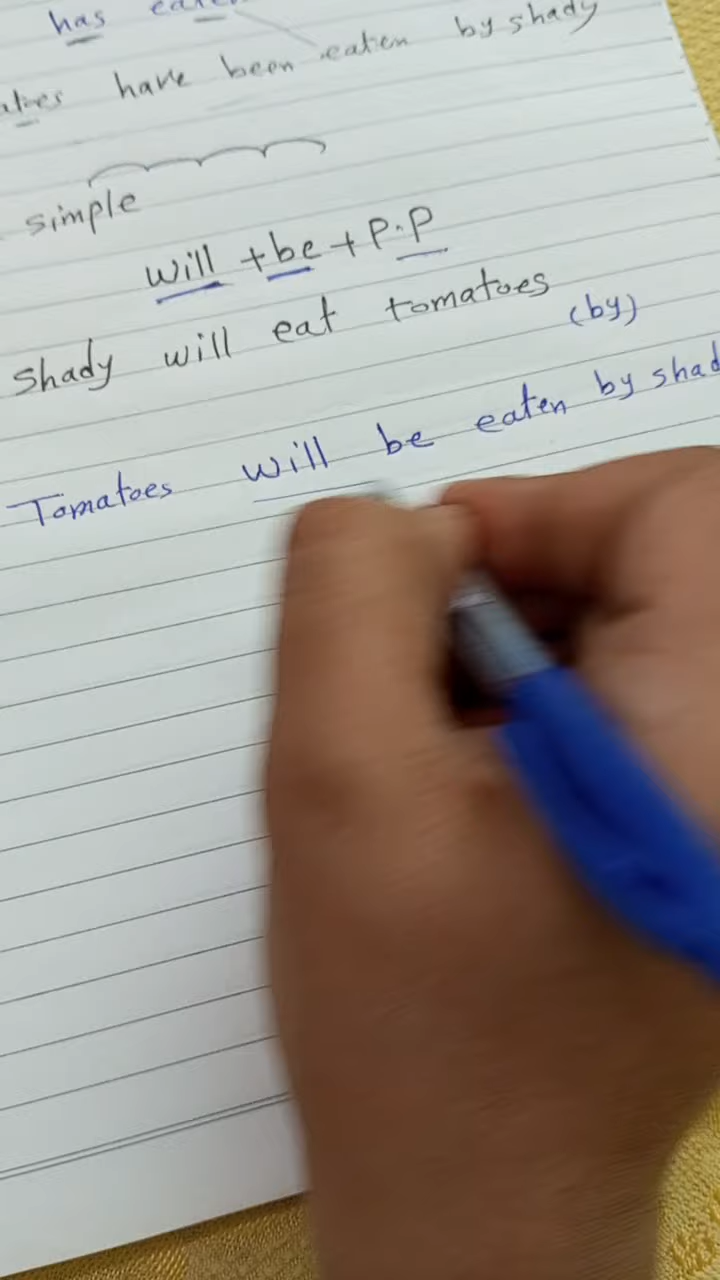 has eaten
have been eaten by shady
simple
will + be + P.P
Shady will eat tomatoes
(by)
Tomatoes will be eaten by shad